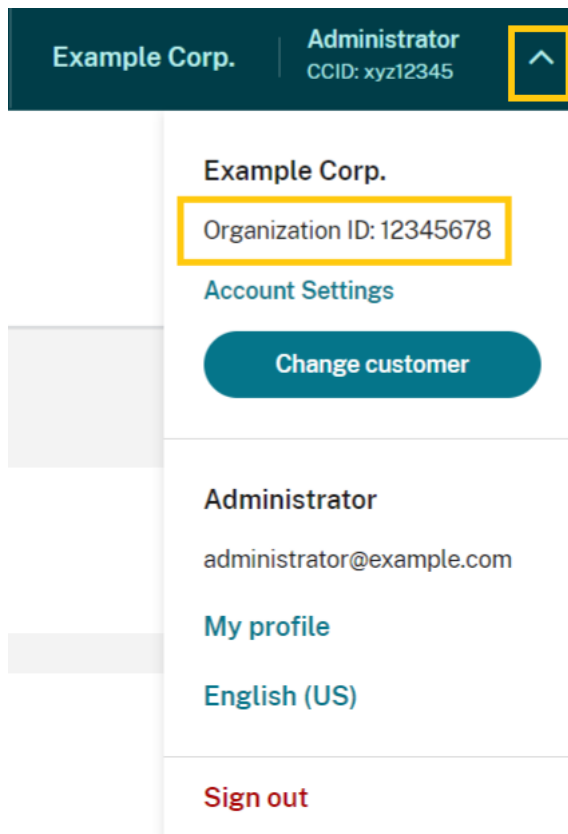 Example Corp.
Administrator
CCID: xyz12345
Example Corp.
Organization ID: 12345678
Account Settings
Change customer
Administrator
administrator@example.com
My profile
English (US)
Sign out